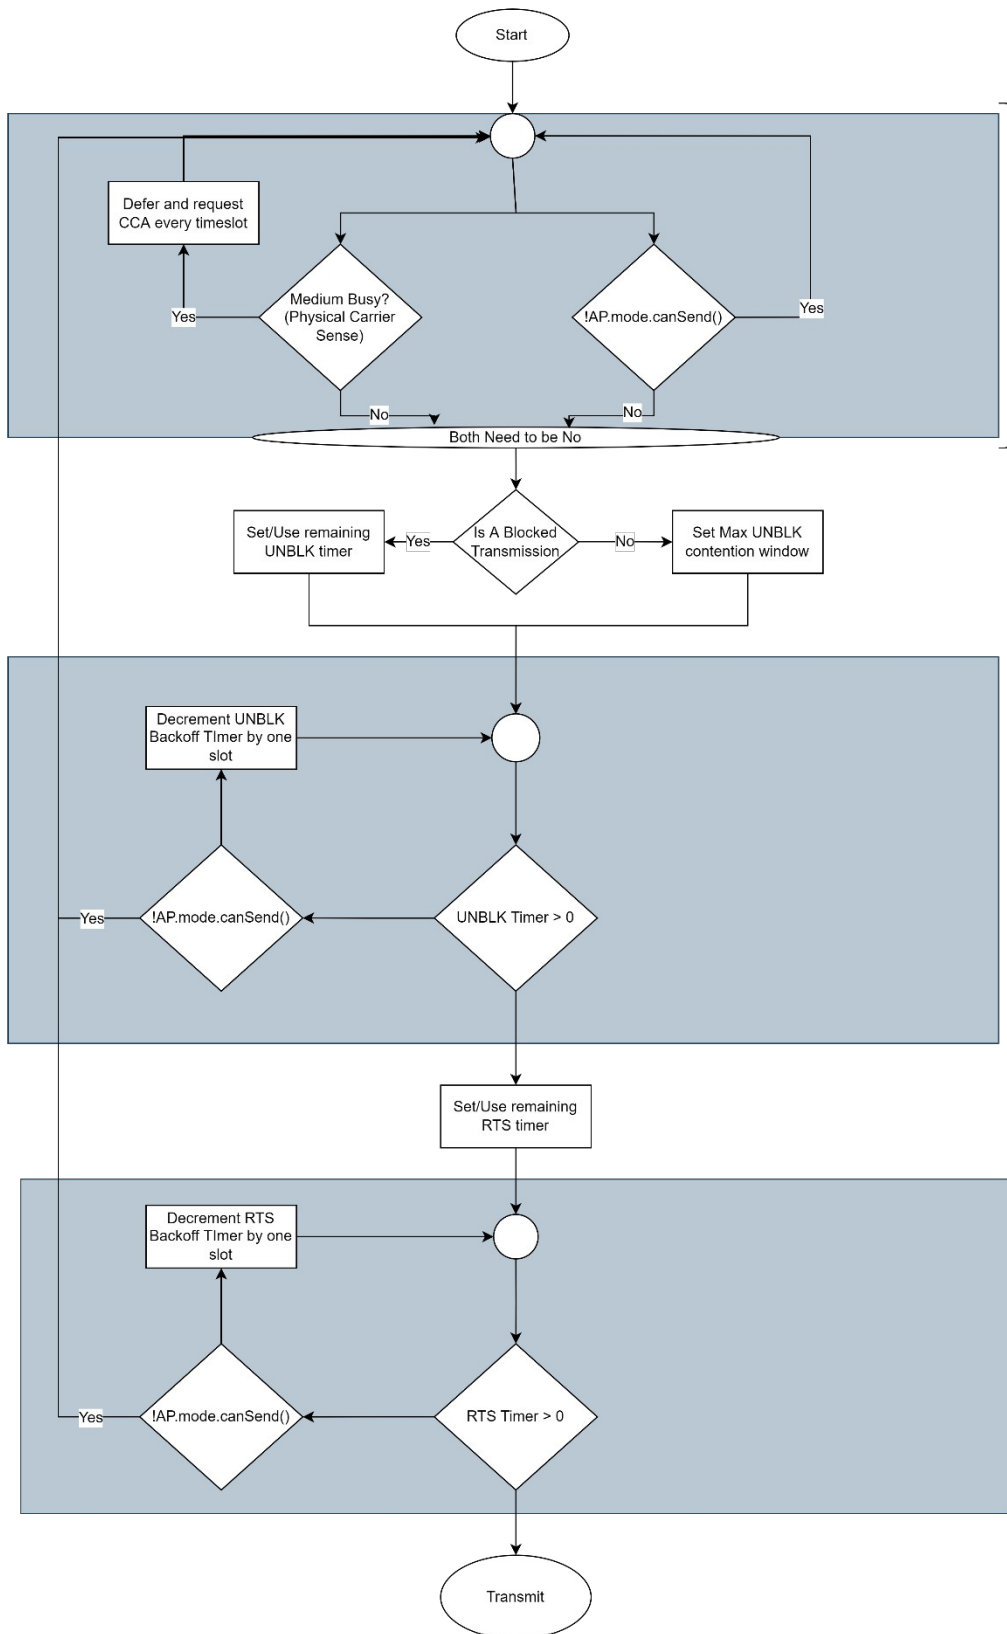 Start
Defer and request
CCA every timeslot
Yes
Medium Busy?
(Physical Carrier
Sense)
!AP.mode.canSend()
Yes
No
No
Both Need to be No
Set/Use remaining
UNBLK timer
Yes
Is A Blocked
Transmission
No
Set Max UNBLK
contention window
Decrement UNBLK
Backoff TImer by one
slot
Yes
!AP.mode.canSend()
UNBLK Timer > 0
Set/Use remaining
RTS timer
Decrement RTS
Backoff TImer by one
slot
Yes
!AP.mode.canSend()
RTS Timer > 0
Transmit